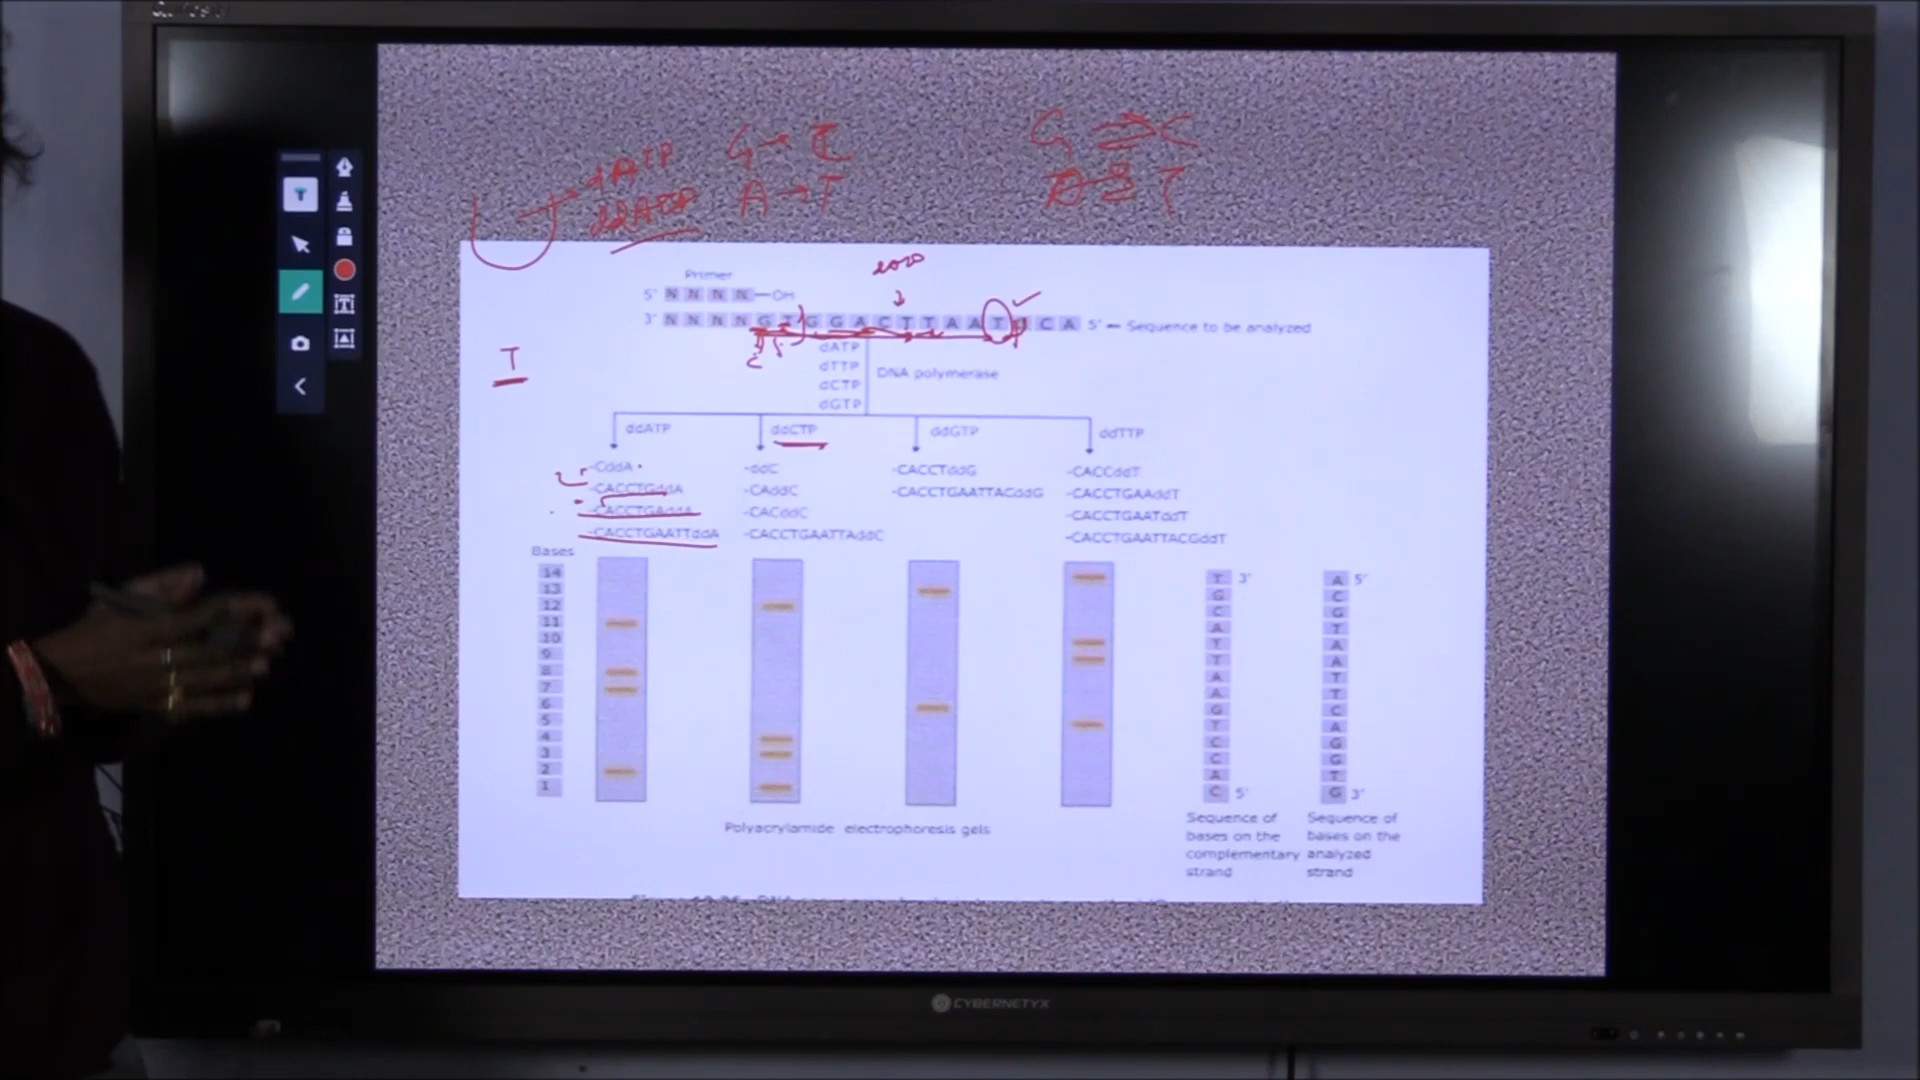 dATP G → C G ⇌ C
ddATP A → T A T
Primer
5' N N N N—OH
3' N N N N G T G G A C T T A A T G C A 5' Sequence to be analyzed
T
dATP
dTTP
dCTP
dGTP
DNA polymerase
ddATP ddCTP ddGTP ddTTP
-CddA -ddC -CACCTddG -CACCddT
-CACCTGddA -CAddC -CACCTGAATTACddG -CACCTGAAddT
-CACCTGAddA -CACddC -CACCTGAATddT
-CACCTGAATTddA -CACCTGAATTAddC -CACCTGAATTACGddT
Bases
14 T 3' A 5'
13 G C
12 C G
11 A T
10 T A
9 T A
8 A T
7 A T
6 G C
5 T A
4 C G
3 C G
2 A T
1 C 5' G 3'
Polyacrylamide electrophoresis gels
Sequence of bases on the complementary strand
Sequence of bases on the analyzed strand
CYBERNETYX